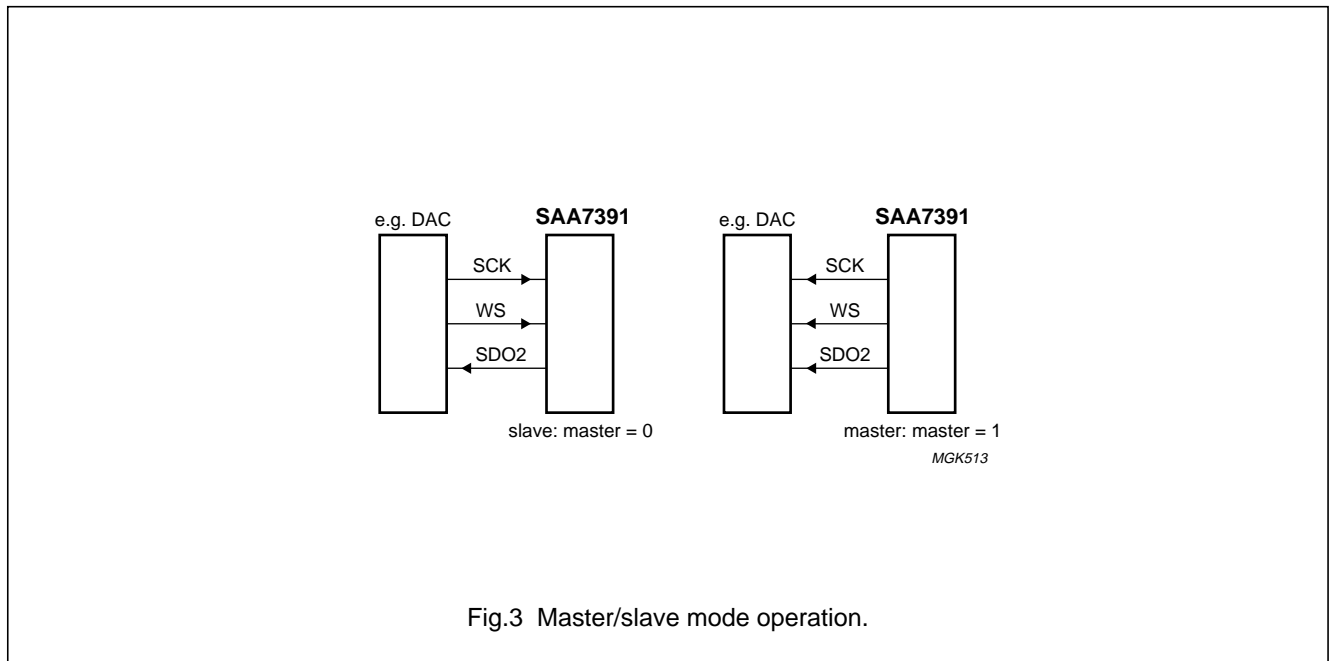 e.g. DAC
SAA7391
SCK
WS
SDO2
slave: master = 0
e.g. DAC
SAA7391
SCK
WS
SDO2
master: master = 1
MGK513
Fig.3 Master/slave mode operation.